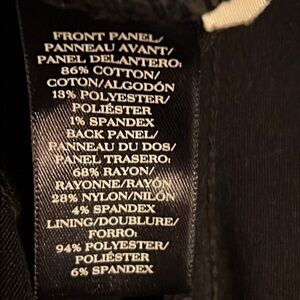 FRONT PANEL/
PANNEAU AVANT/
PANEL DELANTERO:
86% COTTON/
COTON/ALGODÓN
13% POLYESTER/
POLIÉSTER
1% SPANDEX
BACK PANEL/
PANNEAU DU DOS/
PANEL TRASERO:
68% RAYON/
RAYONNE/RAYÓN
28% NYLON/NILÓN
4% SPANDEX
LINING/DOUBLURE/
FORRO:
94% POLYESTER/
POLIÉSTER
6% SPANDEX